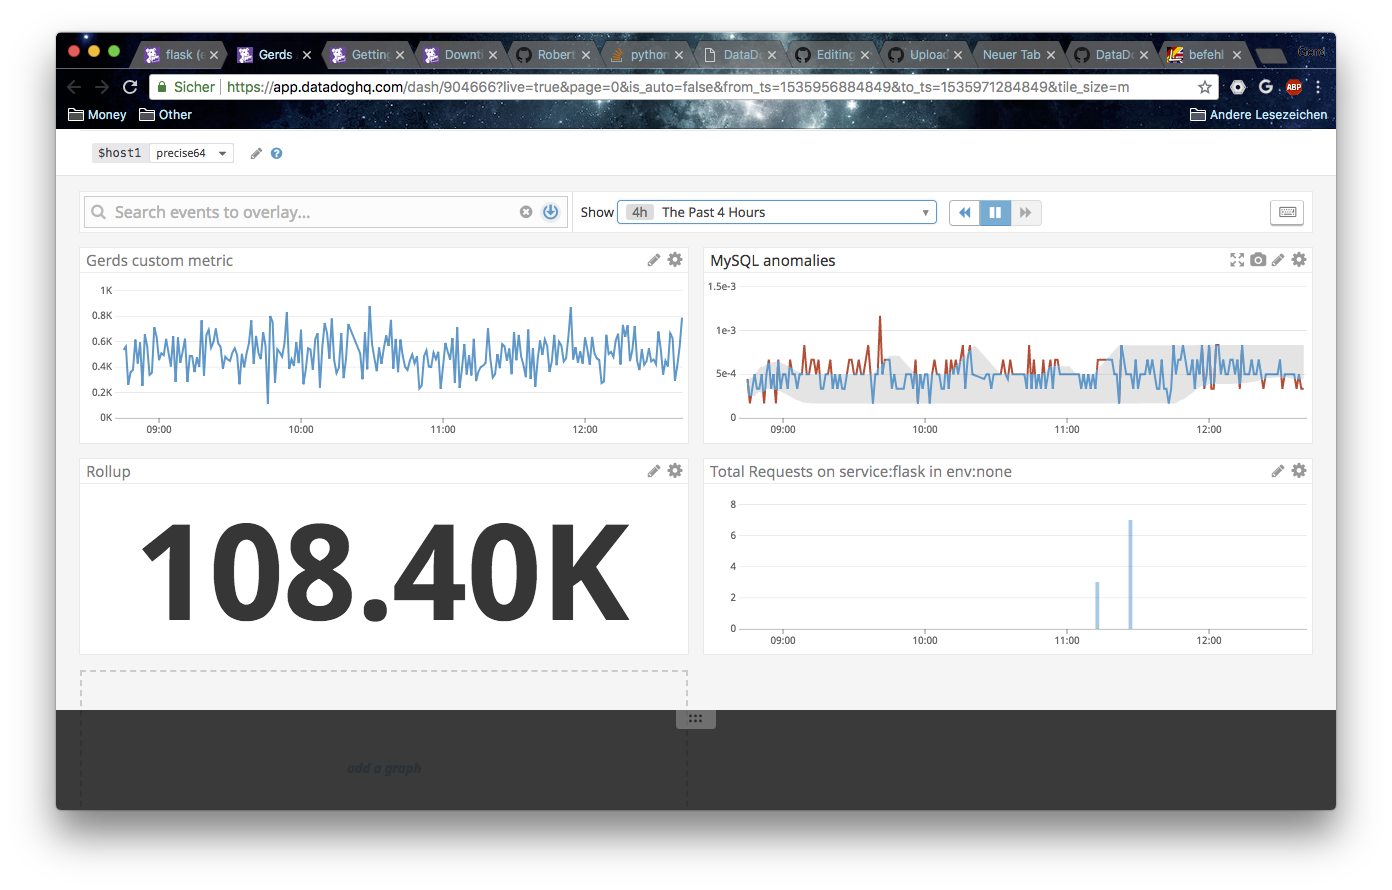 flask (e
Gerds
Getting
Downti
Robert
python
DataDo
Editing
Upload
Neuer Tab
DataDo
befehl
Gerd
Sicher https://app.datadoghq.com/dash/904666?live=true&page=0&is_auto=false&from_ts=1535956884849&to_ts=1535971284849&tile_size=m
ABP
Money Other Andere Lesezeichen
$host1 precise64
Search events to overlay... Show 4h The Past 4 Hours
Gerds custom metric
1K
0.8K
0.6K
0.4K
0.2K
0K
09:00 10:00 11:00 12:00
MySQL anomalies
1.5e-3
1e-3
5e-4
0
09:00 10:00 11:00 12:00
Rollup
108.40K
Total Requests on service:flask in env:none
8
6
4
2
0
09:00 10:00 11:00 12:00
add a graph